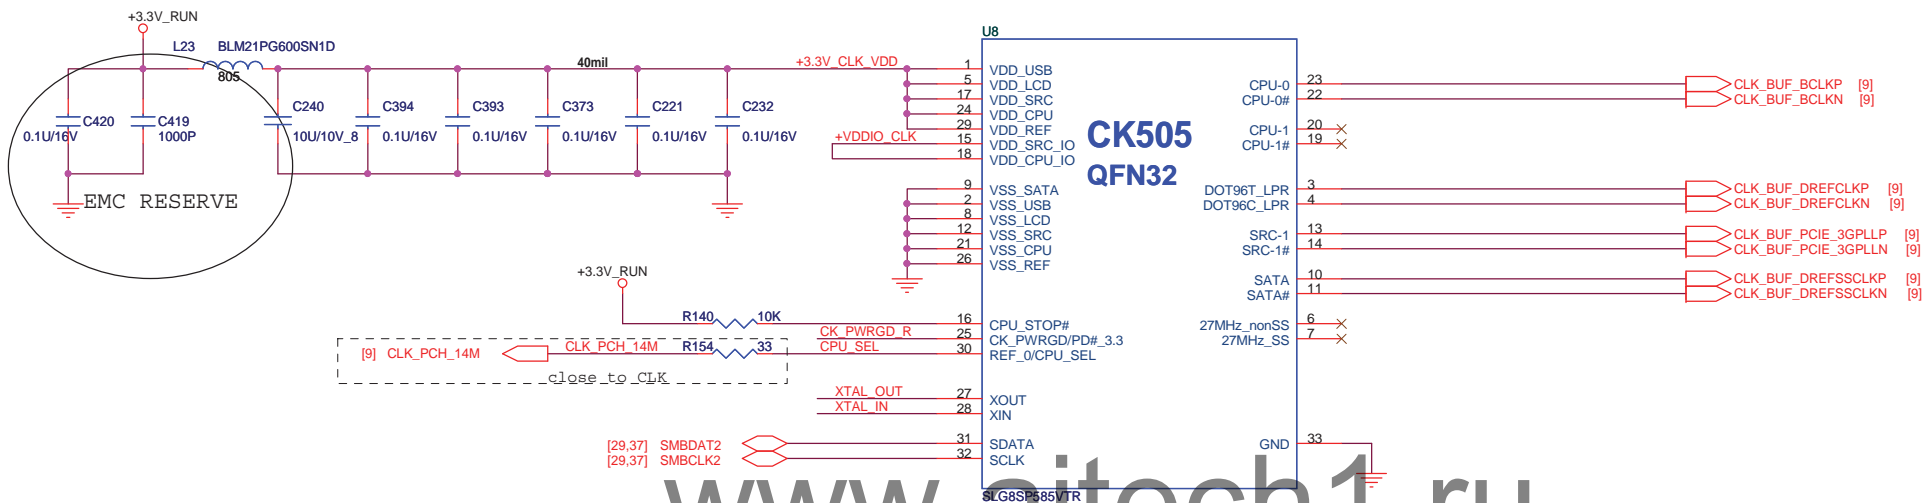 +3.3V_RUN
L23 BLM21PG600SN1D
805
40mil
+3.3V_CLK_VDD
C420
0.1U/16V
C419
1000P
C240
10U/10V_8
C394
0.1U/16V
C393
0.1U/16V
C373
0.1U/16V
C221
0.1U/16V
C232
0.1U/16V
EMC RESERVE
+VDDIO_CLK
U8
CK505
QFN32
1 VDD_USB
5 VDD_LCD
17 VDD_SRC
24 VDD_CPU
29 VDD_REF
15 VDD_SRC_IO
18 VDD_CPU_IO
9 VSS_SATA
2 VSS_USB
8 VSS_LCD
12 VSS_SRC
21 VSS_CPU
26 VSS_REF
+3.3V_RUN
R140 10K
16 CPU_STOP#
CK_PWRGD_R 25 CK_PWRGD/PD#_3.3
[9] CLK_PCH_14M CLK_PCH_14M R154 33 CPU_SEL 30 REF_0/CPU_SEL
close to CLK
XTAL_OUT 27 XOUT
XTAL_IN 28 XIN
[29,37] SMBDAT2 31 SDATA
[29,37] SMBCLK2 32 SCLK
CPU-0 23 CLK_BUF_BCLKP [9]
CPU-0# 22 CLK_BUF_BCLKN [9]
CPU-1 20
CPU-1# 19
DOT96T_LPR 3 CLK_BUF_DREFCLKP [9]
DOT96C_LPR 4 CLK_BUF_DREFCLKN [9]
SRC-1 13 CLK_BUF_PCIE_3GPLLP [9]
SRC-1# 14 CLK_BUF_PCIE_3GPLLN [9]
SATA 10 CLK_BUF_DREFSSCLKP [9]
SATA# 11 CLK_BUF_DREFSSCLKN [9]
27MHz_nonSS 6
27MHz_SS 7
GND 33
SLG8SP585VTR
www.sitech1.ru